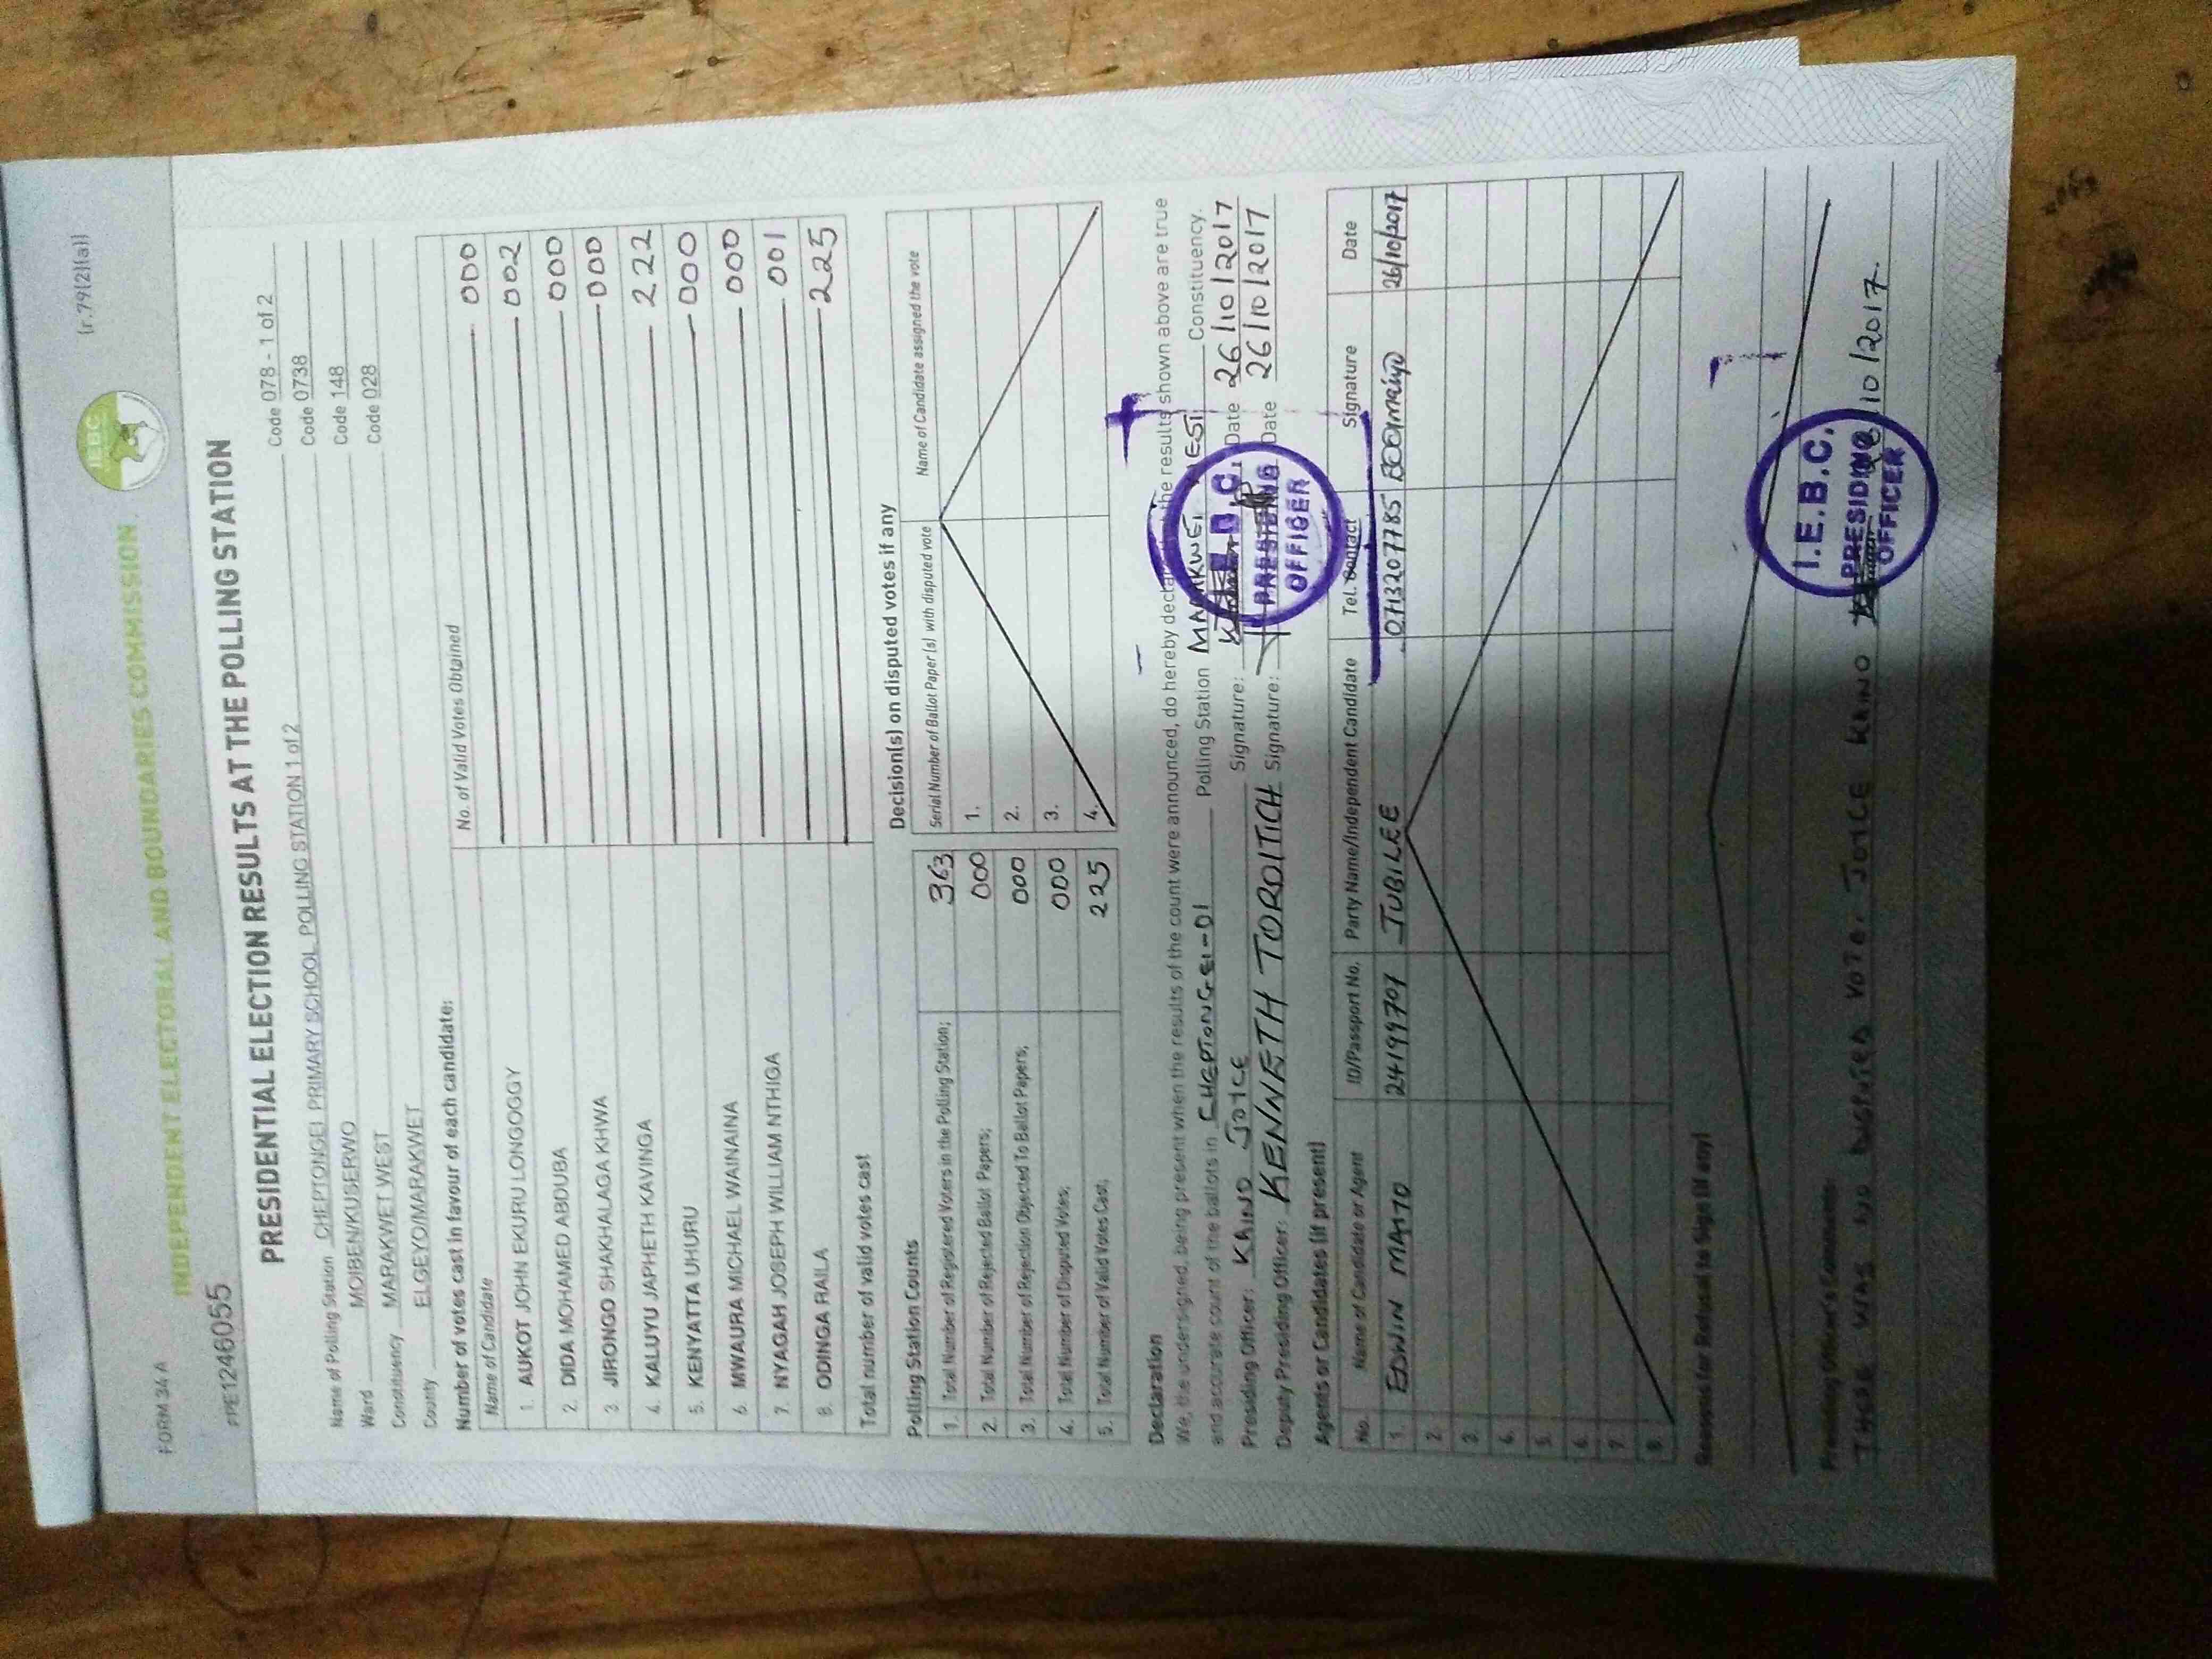 FORM 34 A
(r.79(2)(a))
IEBC
INDEPENDENT ELECTORAL AND BOUNDARIES COMMISSION
#PE1246055
PRESIDENTIAL ELECTION RESULTS AT THE POLLING STATION
Name of Polling Station CHEPTONGEI PRIMARY SCHOOL POLLING STATION 1 of 2 Code 078 - 1 of 2
Ward MOIBEN/KUSERWO Code 0738
Constituency MARAKWET WEST Code 148
County ELGEYO/MARAKWET Code 028
Number of votes cast in favour of each candidate:
Name of Candidate No. of Valid Votes Obtained
1. AUKOT JOHN EKURU LONGOGGY 000
2. DIDA MOHAMED ABDUBA 002
3. JIRONGO SHAKHALAGA KHWA 000
4. KALUYU JAPHETH KAVINGA 000
5. KENYATTA UHURU 222
6. MWAURA MICHAEL WAINAINA 000
7. NYAGAH JOSEPH WILLIAM NTHIGA 000
8. ODINGA RAILA 001
Total number of valid votes cast 225
Polling Station Counts
1. Total Number of Registered Voters in the Polling Station; 363
2. Total Number of Rejected Ballot Papers; 000
3. Total Number of Rejection Objected To Ballot Papers; 000
4. Total Number of Disputed Votes; 000
5. Total Number of Valid Votes Cast; 225
Decision(s) on disputed votes if any
Serial Number of Ballot Paper(s) with disputed vote Name of Candidate assigned the vote
1.
2.
3.
4.
Declaration
We, the undersigned, being present when the results of the count were announced, do hereby declare the results shown above are true
and accurate count of the ballots in CHEPTONGEI-01 Polling Station MARAKWET WEST Constituency.
Presiding Officer: KAINO JOYCE Signature: Date 26/10/2017
Deputy Presiding Officer: KENNETH TOROITICH Signature: Date 26/10/2017
I.E.B.C.
PRESIDING
OFFICER
Agents or Candidates (if present)
No. Name of Candidate or Agent ID/Passport No. Party Name/Independent Candidate Tel. Contact Signature Date
1. EDWIN MAIYO 24199707 JUBILEE 0713207785 26/10/2017
2.
3.
4.
5.
6.
7.
8.
Reasons for Refusal to Sign (if any)
Presiding Officer's Comments
THERE WAS NO DISPUTED VOTE. JOYCE KAINO /10/2017.
I.E.B.C.
PRESIDING
OFFICER